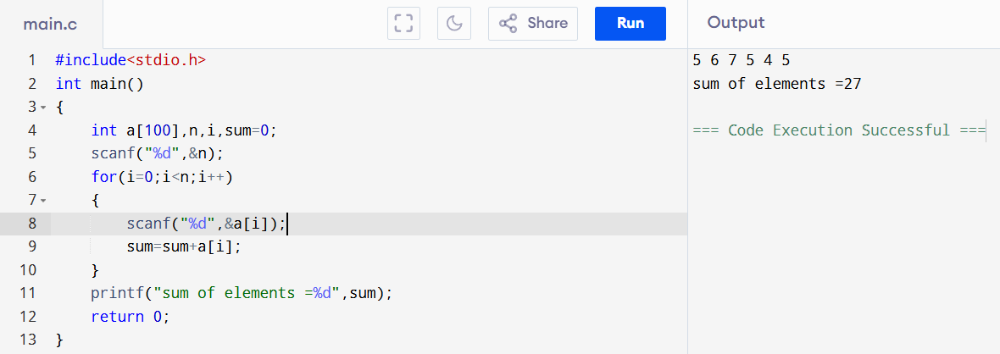 main.c
Share
Run
Output
1 #include<stdio.h>
2 int main()
3 {
4 int a[100],n,i,sum=0;
5 scanf("%d",&n);
6 for(i=0;i<n;i++)
7 {
8 scanf("%d",&a[i]);
9 sum=sum+a[i];
10 }
11 printf("sum of elements =%d",sum);
12 return 0;
13 }
5 6 7 5 4 5
sum of elements =27
=== Code Execution Successful ===